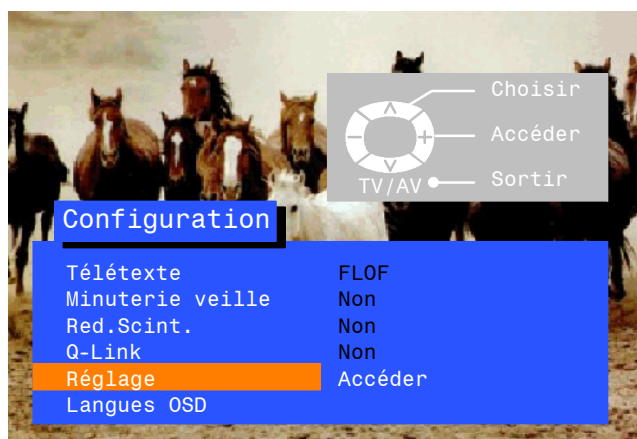 Choisir
Accéder
TV/AV Sortir
Configuration
Télétexte FLOF
Minuterie veille Non
Red.Scint. Non
Q-Link Non
Réglage Accéder
Langues OSD